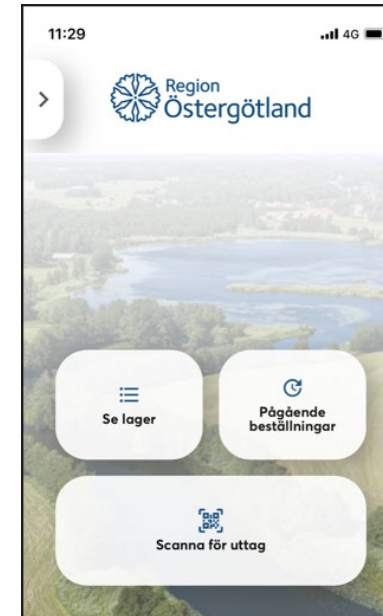 11:29
4G
Region
Östergötland
Se lager
Pågående
beställningar
Scanna för uttag